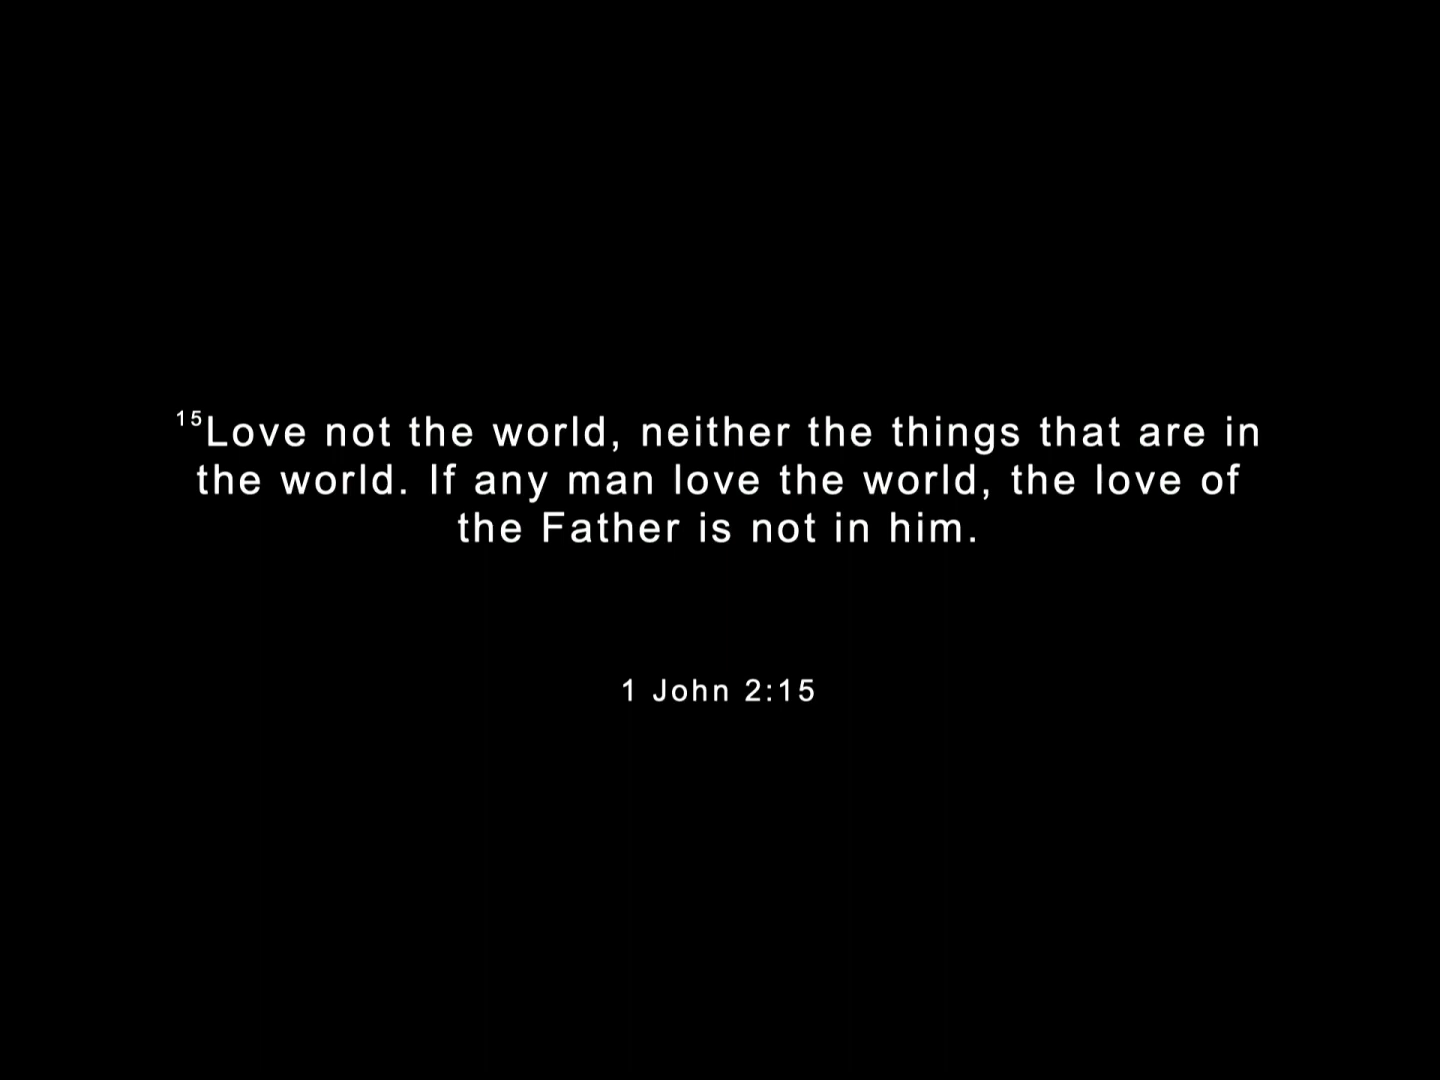 15Love not the world, neither the things that are in
the world. If any man love the world, the love of
the Father is not in him.
1 John 2:15